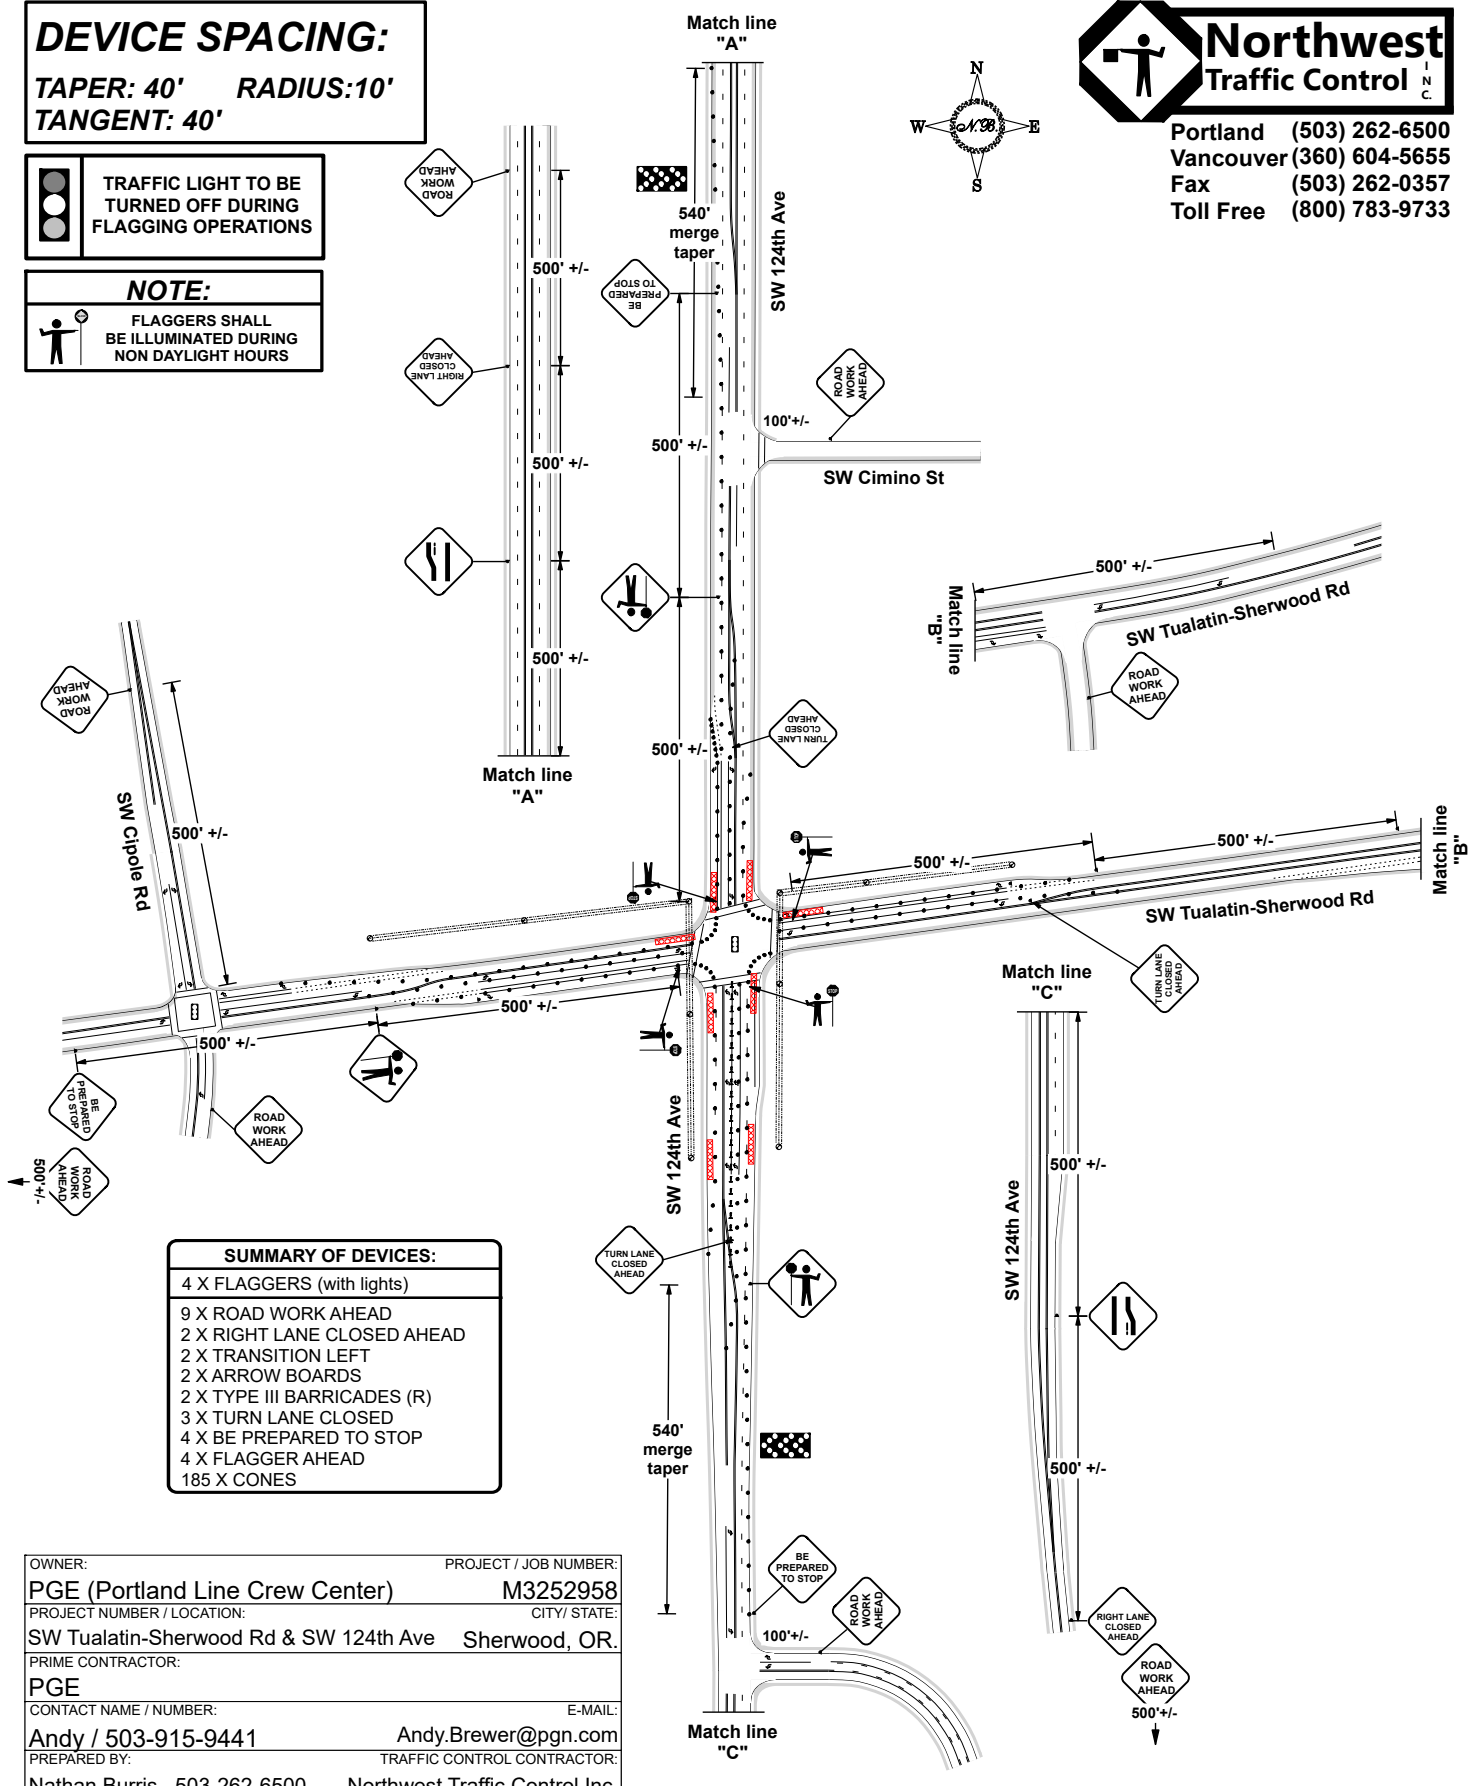 DEVICE SPACING:
TAPER: 40' RADIUS:10'
TANGENT: 40'
TRAFFIC LIGHT TO BE
TURNED OFF DURING
FLAGGING OPERATIONS
NOTE:
FLAGGERS SHALL
BE ILLUMINATED DURING
NON DAYLIGHT HOURS
Match line
"A"
N
W
N.B.
E
S
Northwest
Traffic Control INC.
Portland (503) 262-6500
Vancouver (360) 604-5655
Fax (503) 262-0357
Toll Free (800) 783-9733
ROAD
WORK
AHEAD
500' +/-
RIGHT LANE
CLOSED
AHEAD
500' +/-
500' +/-
Match line
"A"
540'
merge
taper
SW 124th Ave
BE
PREPARED
TO STOP
ROAD
WORK
AHEAD
100'+/-
500' +/-
SW Cimino St
500' +/-
TURN LANE
CLOSED
AHEAD
Match line
"B"
500' +/-
SW Tualatin-Sherwood Rd
ROAD
WORK
AHEAD
ROAD
WORK
AHEAD
SW Cipole Rd
500' +/-
500' +/-
500' +/-
Match line
"B"
SW Tualatin-Sherwood Rd
TURN LANE
CLOSED
AHEAD
STOP
500' +/-
500' +/-
BE
PREPARED
TO STOP
ROAD
WORK
AHEAD
ROAD
WORK
AHEAD
500'+/-
SW 124th Ave
TURN LANE
CLOSED
AHEAD
540'
merge
taper
BE
PREPARED
TO STOP
ROAD
WORK
AHEAD
100'+/-
Match line
"C"
Match line
"C"
SW 124th Ave
500' +/-
500' +/-
RIGHT LANE
CLOSED
AHEAD
ROAD
WORK
AHEAD
500'+/-
SUMMARY OF DEVICES:
4 X FLAGGERS (with lights)
9 X ROAD WORK AHEAD
2 X RIGHT LANE CLOSED AHEAD
2 X TRANSITION LEFT
2 X ARROW BOARDS
2 X TYPE III BARRICADES (R)
3 X TURN LANE CLOSED
4 X BE PREPARED TO STOP
4 X FLAGGER AHEAD
185 X CONES
OWNER: PROJECT / JOB NUMBER:
PGE (Portland Line Crew Center) M3252958
PROJECT NUMBER / LOCATION: CITY/ STATE:
SW Tualatin-Sherwood Rd & SW 124th Ave Sherwood, OR.
PRIME CONTRACTOR:
PGE
CONTACT NAME / NUMBER: E-MAIL:
Andy / 503-915-9441 Andy.Brewer@pgn.com
PREPARED BY: TRAFFIC CONTROL CONTRACTOR:
Nathan Burris 503-262-6500 Northwest Traffic Control Inc.